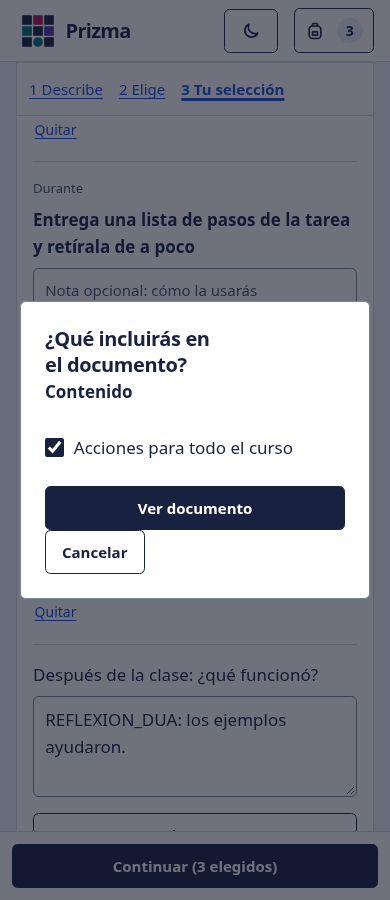 Prizma
3
1 Describe
2 Elige
3 Tu selección
Quitar
Durante
Entrega una lista de pasos de la tarea
y retírala de a poco
Nota opcional: cómo la usarás
¿Qué incluirás en
el documento?
Contenido
Acciones para todo el curso
Ver documento
Cancelar
Quitar
Después de la clase: ¿qué funcionó?
REFLEXION_DUA: los ejemplos
ayudaron.
Continuar (3 elegidos)